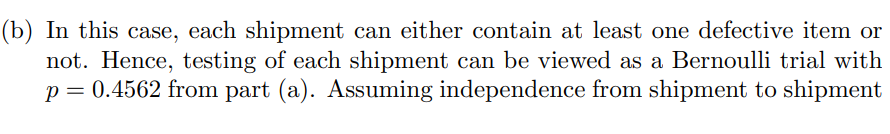 (b) In this case, each shipment can either contain at least one defective item or
not. Hence, testing of each shipment can be viewed as a Bernoulli trial with
p = 0.4562 from part (a). Assuming independence from shipment to shipment